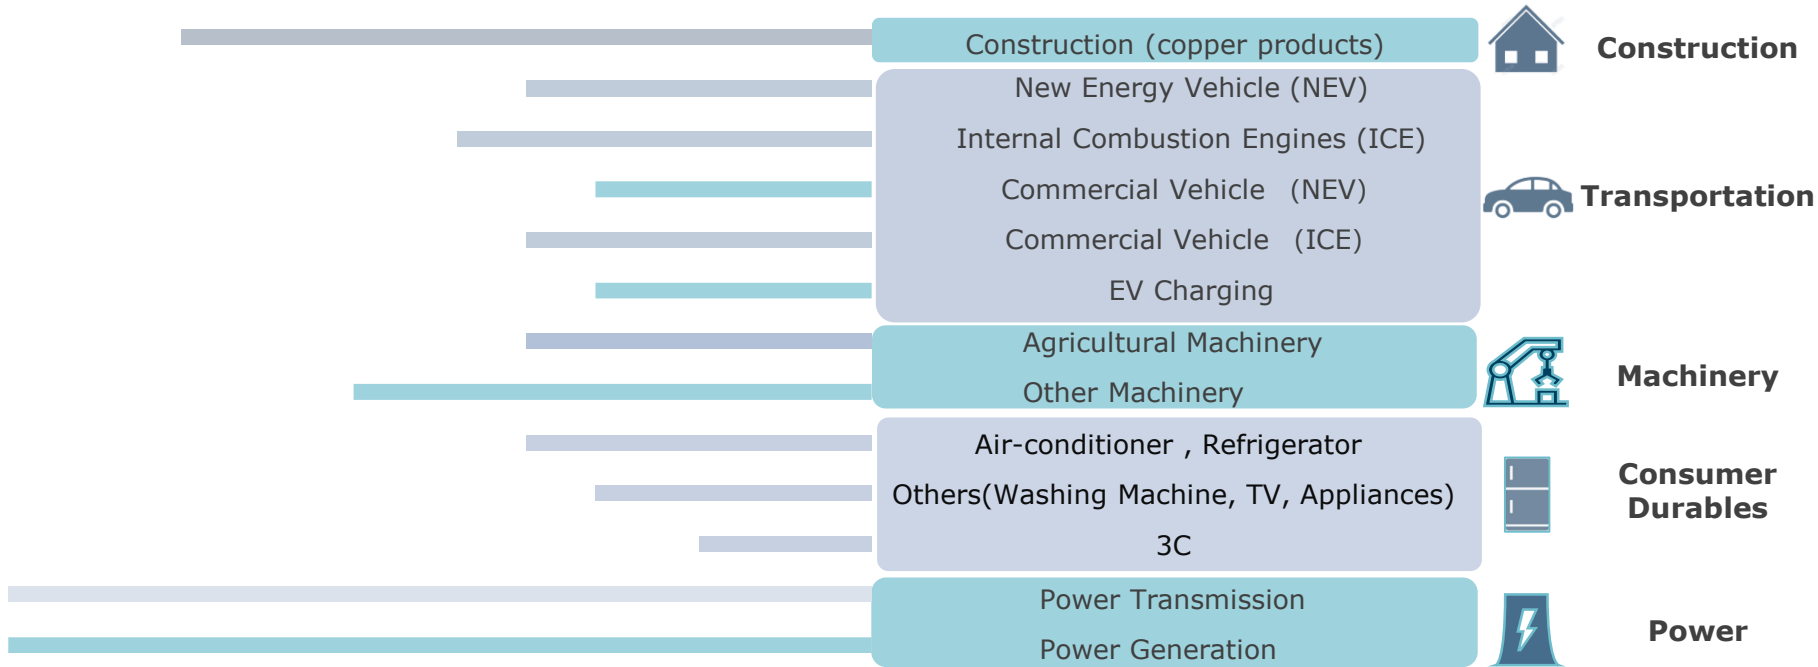 Construction (copper products)
Construction
New Energy Vehicle (NEV)
Internal Combustion Engines (ICE)
Commercial Vehicle (NEV)
Commercial Vehicle (ICE)
EV Charging
Transportation
Agricultural Machinery
Other Machinery
Machinery
Air-conditioner , Refrigerator
Others(Washing Machine, TV, Appliances)
3C
Consumer
Durables
Power Transmission
Power Generation
Power